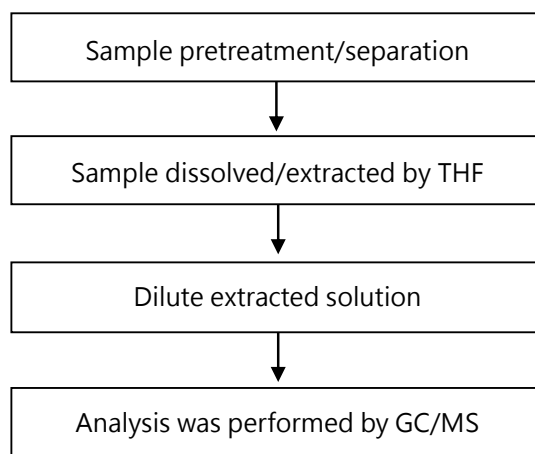 Sample pretreatment/separation
Sample dissolved/extracted by THF
Dilute extracted solution
Analysis was performed by GC/MS